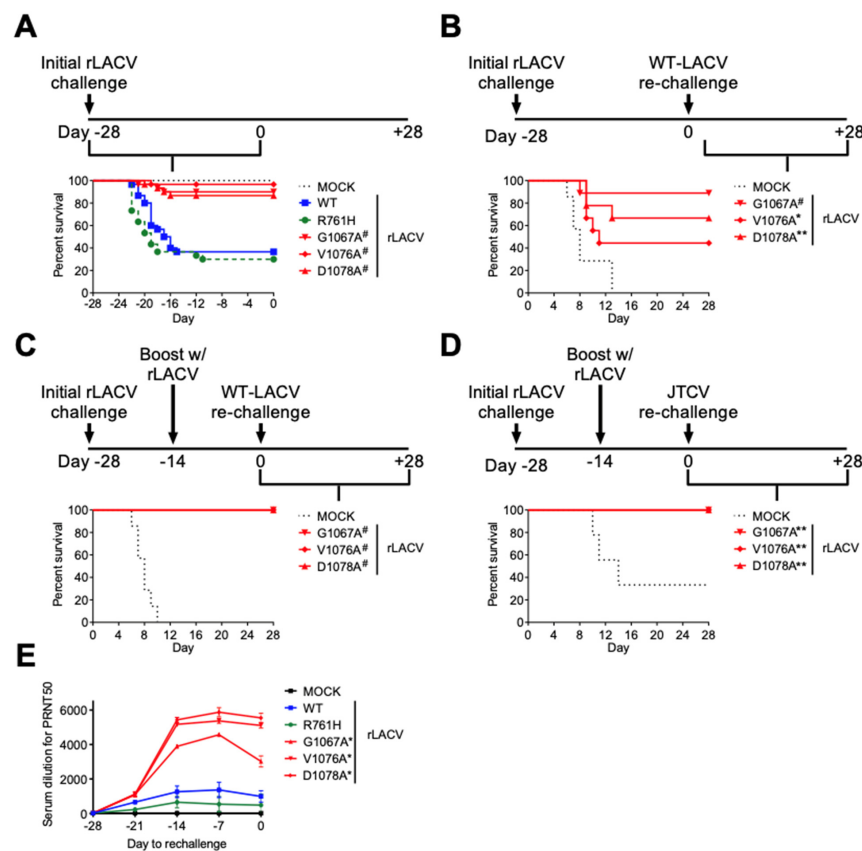 A
Initial rLACV
challenge
Day -28
0
+28
Percent survival
100
80
60
40
20
0
-28 -24 -20 -16 -12 -8 -4 0
Day
MOCK
WT
R761H
G1067A#
V1076A#
D1078A#
rLACV
B
Initial rLACV
challenge
WT-LACV
re-challenge
Day -28
0
+28
Percent survival
100
80
60
40
20
0
0 4 8 12 16 20 24 28
Day
MOCK
G1067A#
V1076A*
D1078A**
rLACV
C
Initial rLACV
challenge
Boost w/
rLACV
WT-LACV
re-challenge
Day -28
-14
0
+28
Percent survival
100
80
60
40
20
0
0 4 8 12 16 20 24 28
Day
MOCK
G1067A#
V1076A#
D1078A#
rLACV
D
Initial rLACV
challenge
Boost w/
rLACV
JTCV
re-challenge
Day -28
-14
0
+28
Percent survival
100
80
60
40
20
0
0 4 8 12 16 20 24 28
Day
MOCK
G1067A**
V1076A**
D1078A**
rLACV
E
Serum dilution for PRNT50
6000
4000
2000
0
-28 -21 -14 -7 0
Day to rechallenge
MOCK
WT
R761H
G1067A*
V1076A*
D1078A*
rLACV